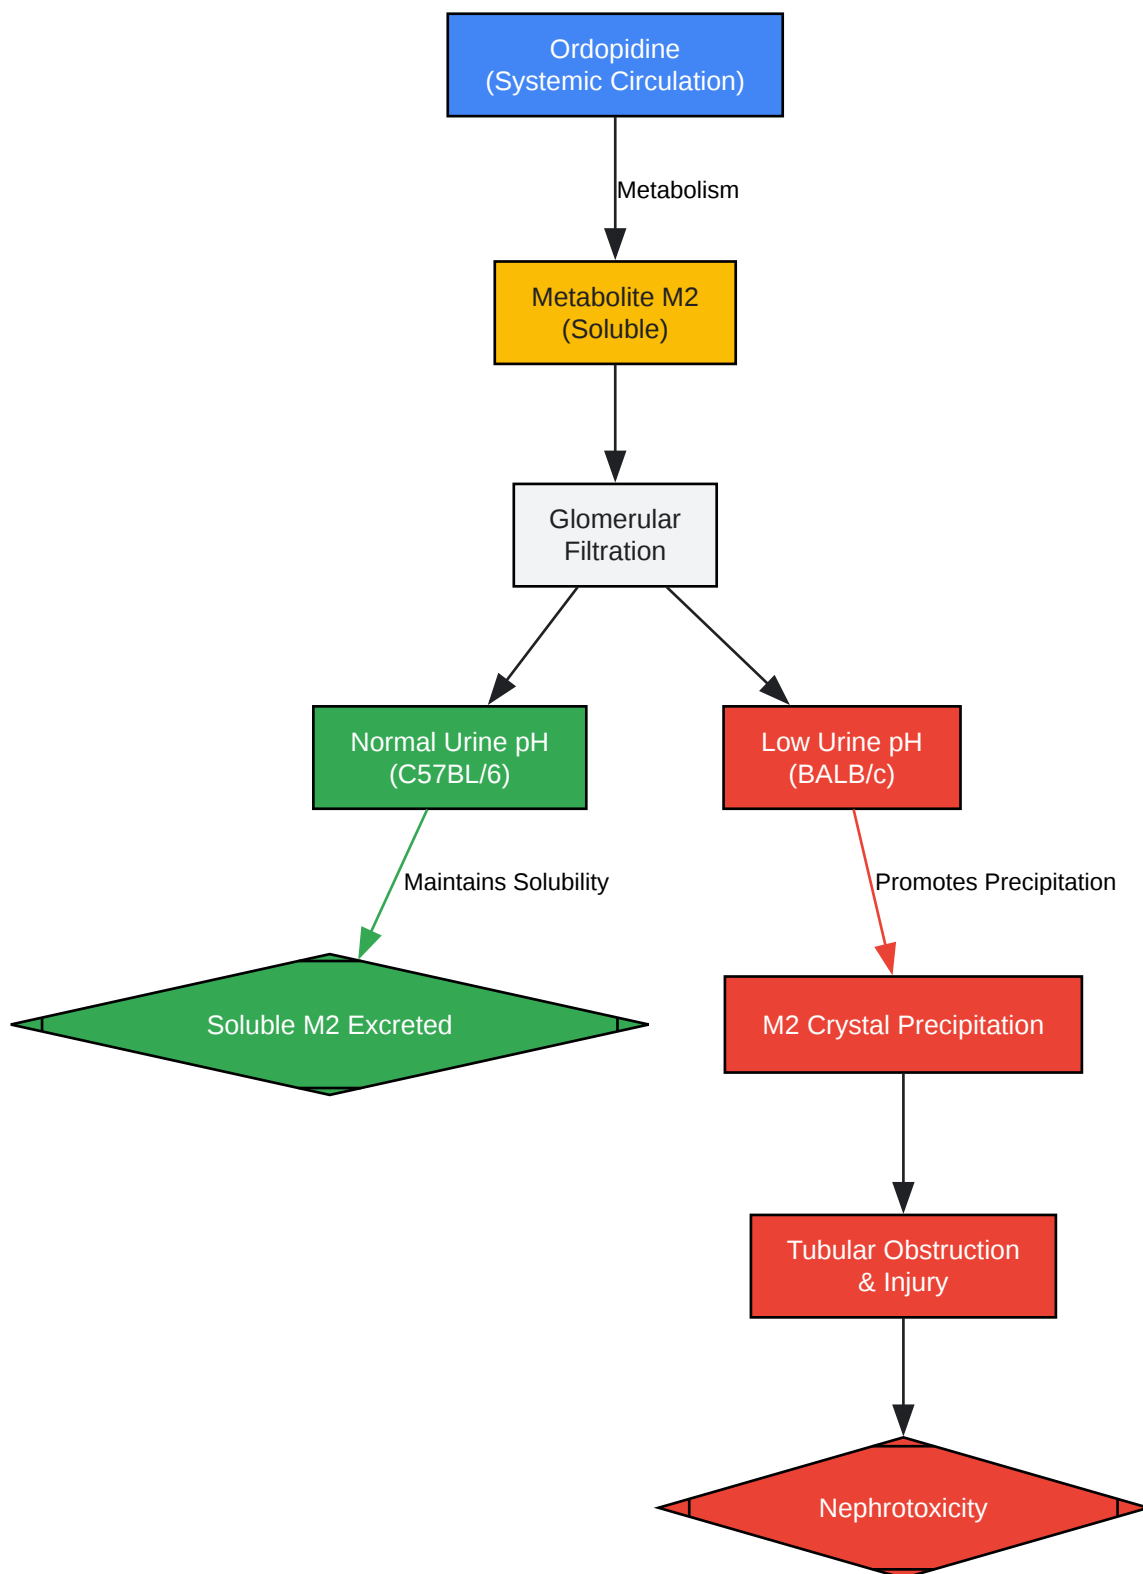 Ordopidine
(Systemic Circulation)
Metabolism
Metabolite M2
(Soluble)
Glomerular
Filtration
Normal Urine pH
(C57BL/6)
Low Urine pH
(BALB/c)
Maintains Solubility
Promotes Precipitation
Soluble M2 Excreted
M2 Crystal Precipitation
Tubular Obstruction
& Injury
Nephrotoxicity